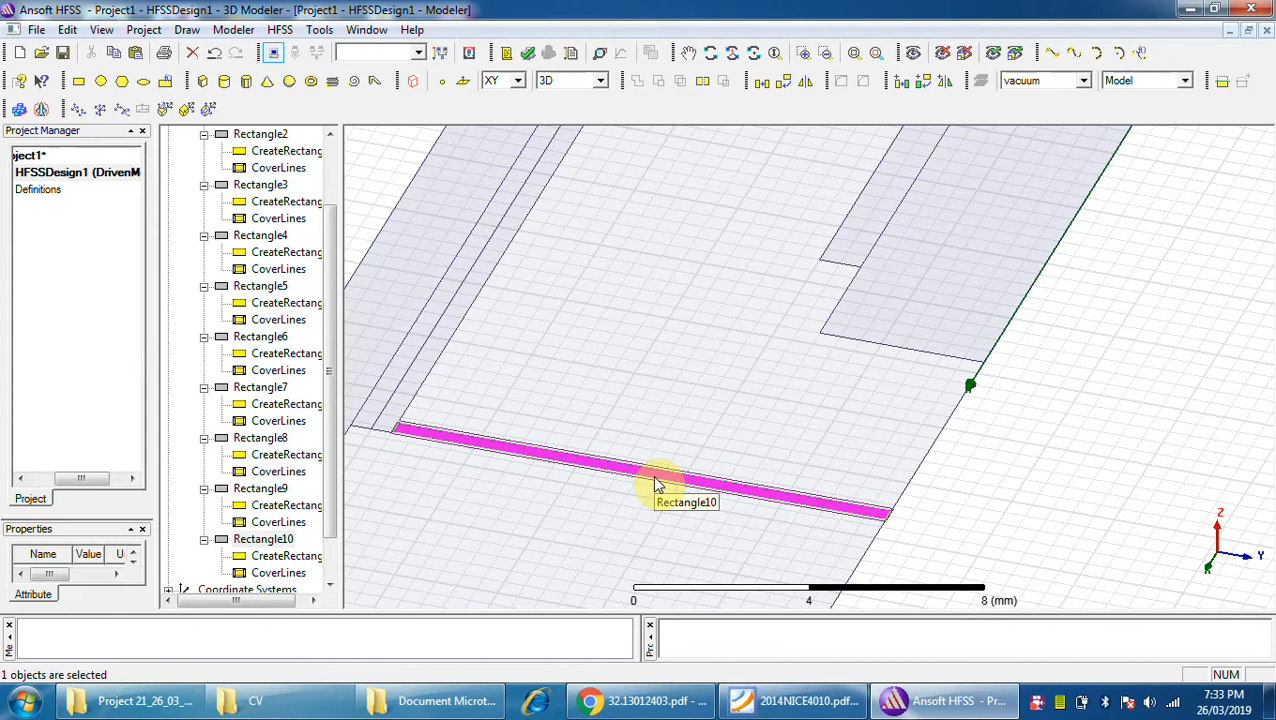 Ansoft HFSS - Project1 - HFSSDesign1 - 3D Modeler - [Project1 - HFSSDesign1 - Modeler]
File Edit View Project Draw Modeler HFSS Tools Window Help
XY 3D vacuum Model
Project Manager
ject1*
HFSSDesign1 (DrivenM
Definitions
Project
Properties
Name Value U
Attribute
Rectangle2
CreateRectang
CoverLines
Rectangle3
CreateRectang
CoverLines
Rectangle4
CreateRectang
CoverLines
Rectangle5
CreateRectang
CoverLines
Rectangle6
CreateRectang
CoverLines
Rectangle7
CreateRectang
CoverLines
Rectangle8
CreateRectang
CoverLines
Rectangle9
CreateRectang
CoverLines
Rectangle10
CreateRectang
CoverLines
Coordinate Systems
Rectangle10
Z
Y
0 4 8 (mm)
1 objects are selected
NUM
Project 21_26_03_... CV Document Microt... 32.13012403.pdf - ... 2014NICE4010.pdf... Ansoft HFSS - Pr...
7:33 PM
26/03/2019